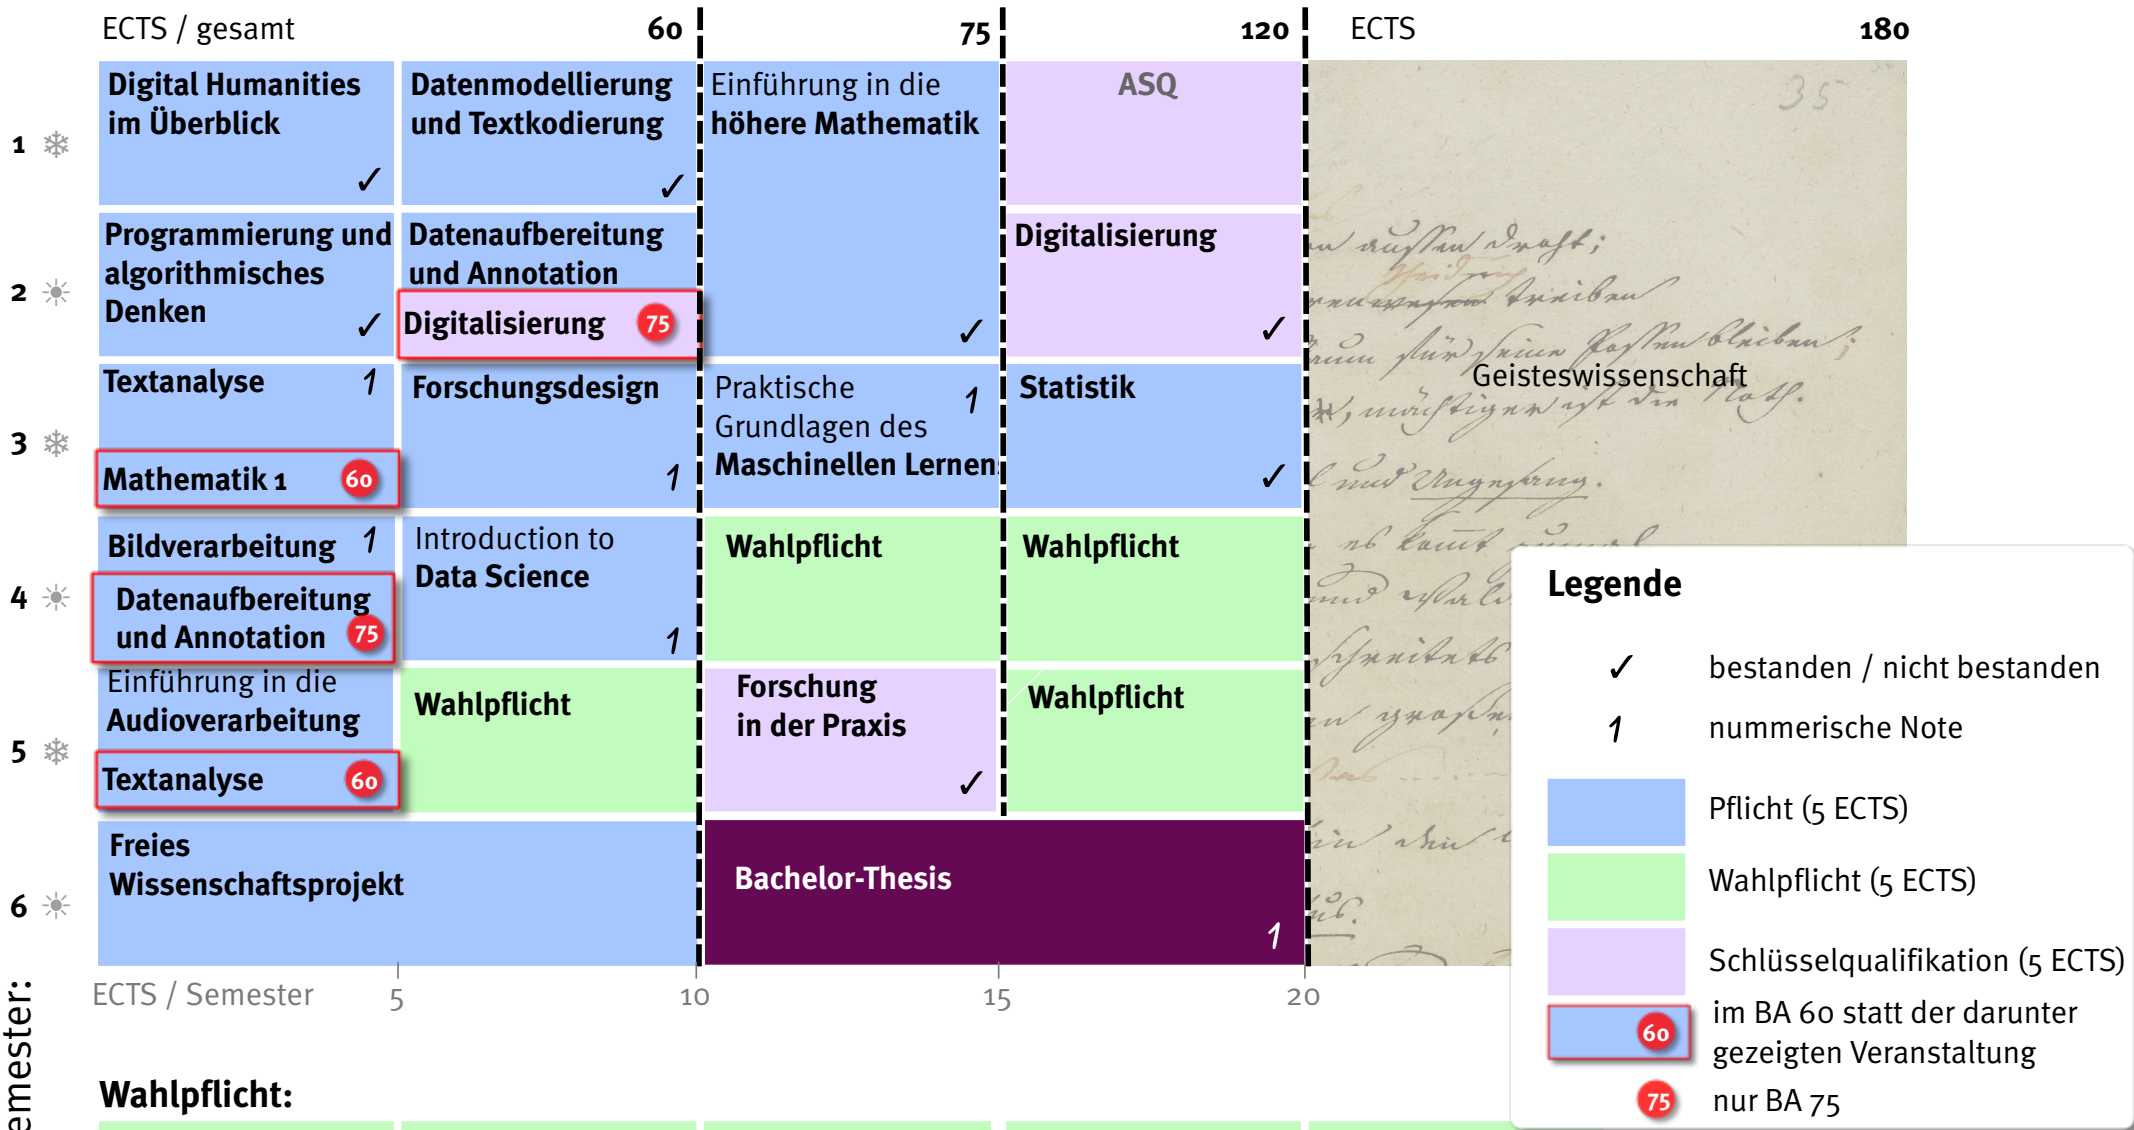 ECTS / gesamt 60 75 120 ECTS 180
Digital Humanities
im Überblick
✓
Datenmodellierung
und Textkodierung
✓
Einführung in die
höhere Mathematik
✓
ASQ
35
1
Programmierung und
algorithmisches
Denken
✓
Datenaufbereitung
und Annotation
Digitalisierung 75
Digitalisierung
✓
2
Textanalyse 1
Mathematik 1 60
Forschungsdesign
1
Praktische 1
Grundlagen des
Maschinellen Lernen
Statistik
✓
Geisteswissenschaft
3
Bildverarbeitung 1
Datenaufbereitung
und Annotation 75
Introduction to
Data Science
1
Wahlpflicht
Wahlpflicht
4
Einführung in die
Audioverarbeitung
Textanalyse 60
Wahlpflicht
Forschung
in der Praxis
✓
Wahlpflicht
5
Freies
Wissenschaftsprojekt
Bachelor-Thesis
1
6
ECTS / Semester 5 10 15 20
emester:
Wahlpflicht:
Legende
✓ bestanden / nicht bestanden
1 nummerische Note
Pflicht (5 ECTS)
Wahlpflicht (5 ECTS)
Schlüsselqualifikation (5 ECTS)
60 im BA 60 statt der darunter
gezeigten Veranstaltung
75 nur BA 75